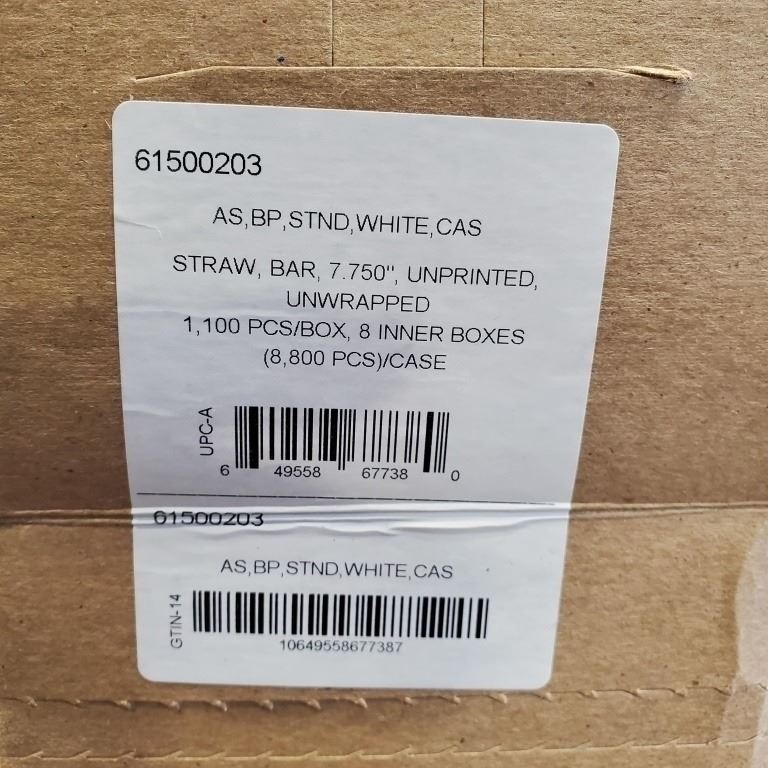 61500203
AS,BP,STND,WHITE,CAS
STRAW, BAR, 7.750", UNPRINTED,
UNWRAPPED
1,100 PCS/BOX, 8 INNER BOXES
(8,800 PCS)/CASE
UPC-A
6 49558 67738 0
61500203
AS,BP,STND,WHITE,CAS
GTIN-14
10649558677387